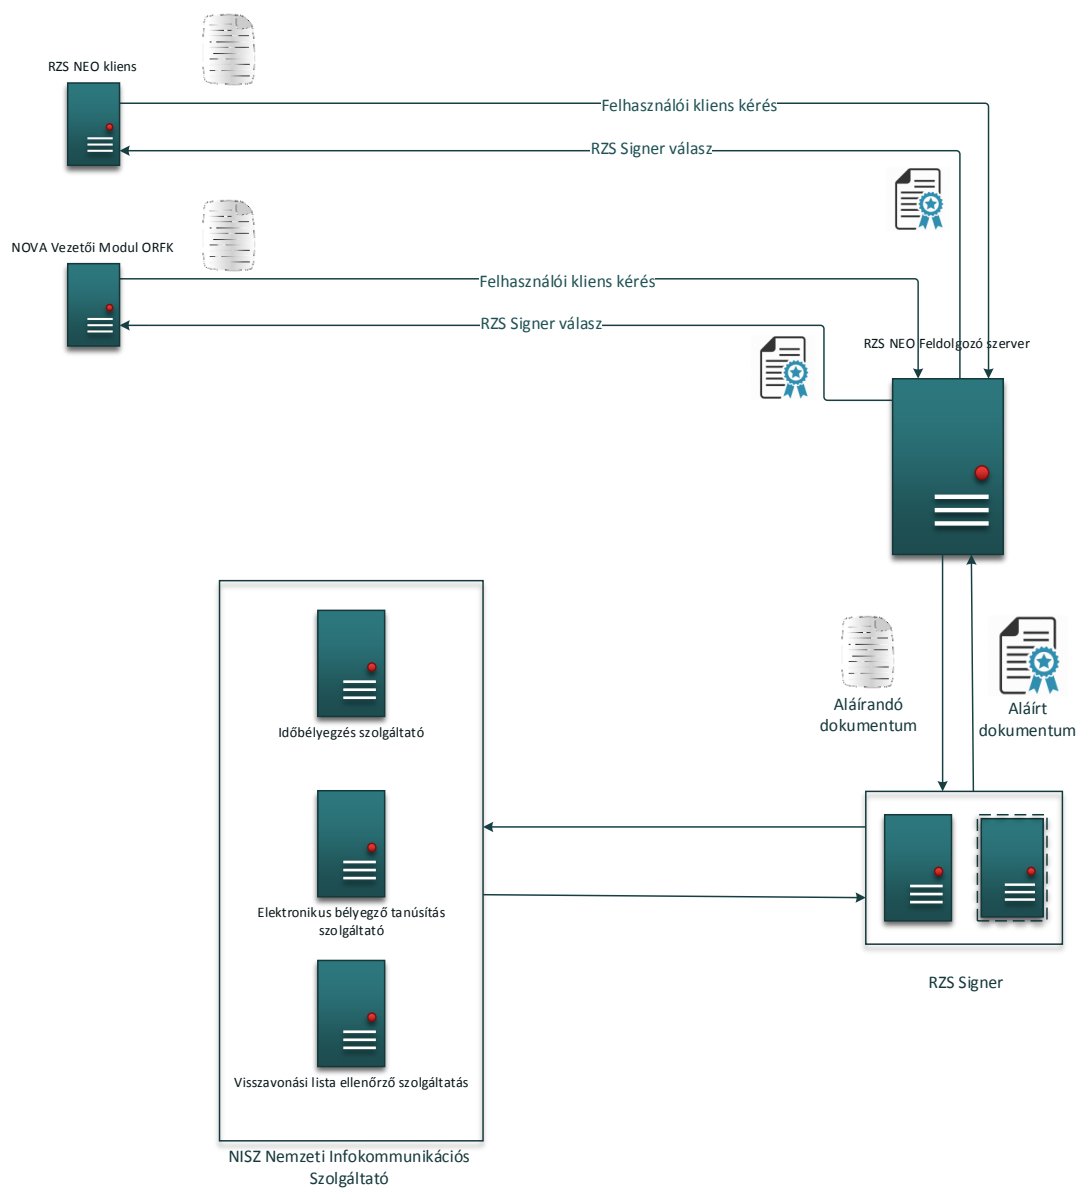 RZS NEO kliens
Felhasználói kliens kérés
RZS Signer válasz
NOVA Vezetői Modul ORFK
Felhasználói kliens kérés
RZS Signer válasz
RZS NEO Feldolgozó szerver
Aláírandó
dokumentum
Aláírt
dokumentum
Időbélyegzés szolgáltató
Elektronikus bélyegző tanúsítás
szolgáltató
RZS Signer
Visszavonási lista ellenőrző szolgáltatás
NISZ Nemzeti Infokommunikációs
Szolgáltató